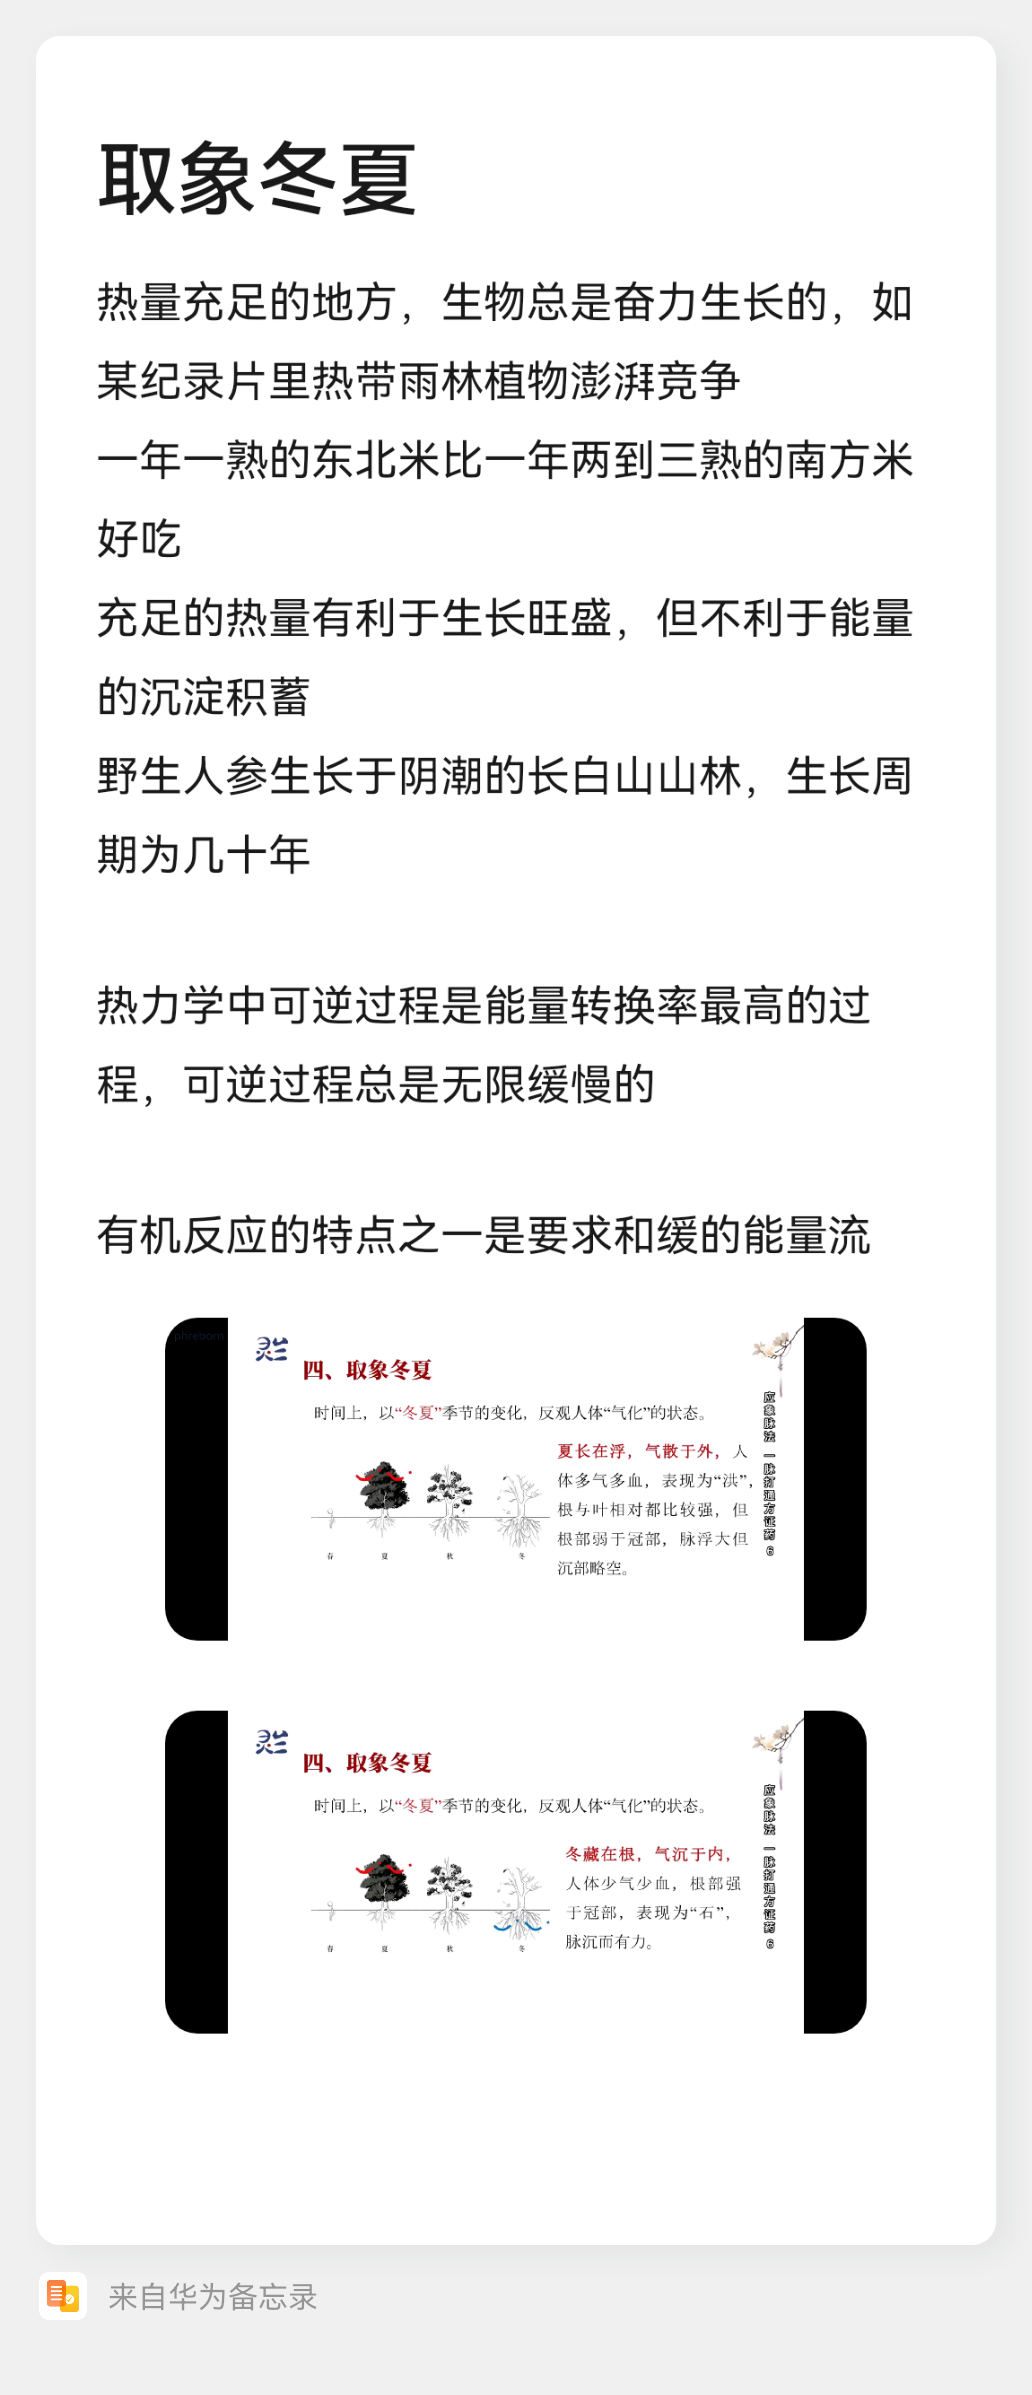 取象冬夏
热量充足的地方，生物总是奋力生长的，如
某纪录片里热带雨林植物澎湃竞争
一年一熟的东北米比一年两到三熟的南方米
好吃
充足的热量有利于生长旺盛，但不利于能量
的沉淀积蓄
野生人参生长于阴潮的长白山山林，生长周
期为几十年
热力学中可逆过程是能量转换率最高的过
程，可逆过程总是无限缓慢的
有机反应的特点之一是要求和缓的能量流
phreborn
灵兰
四、取象冬夏
时间上，以“冬夏”季节的变化，反观人体“气化”的状态。
夏长在浮，气散于外，人
体多气多血，表现为“洪”，
根与叶相对都比较强，但
根部弱于冠部，脉浮大但
沉部略空。
春 夏 秋 冬
应象脉法 一脉打通方证药 6
灵兰
四、取象冬夏
时间上，以“冬夏”季节的变化，反观人体“气化”的状态。
冬藏在根，气沉于内，
人体少气少血，根部强
于冠部，表现为“石”，
脉沉而有力。
春 夏 秋 冬
应象脉法 一脉打通方证药 6
来自华为备忘录